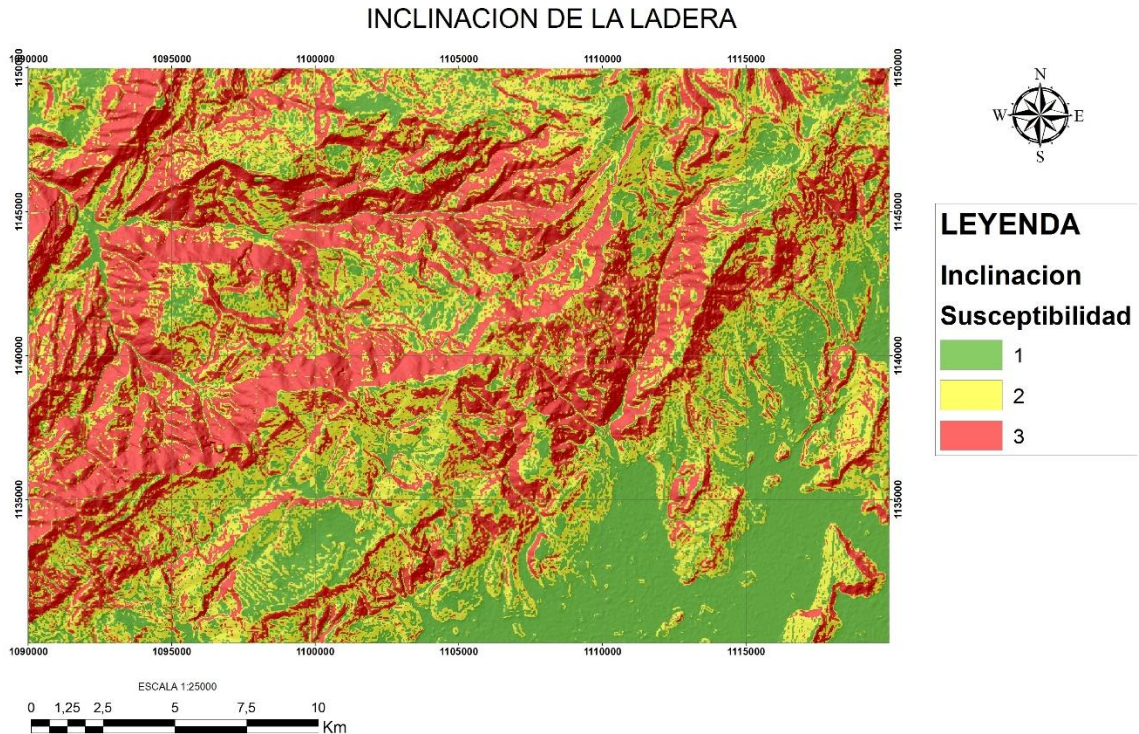 INCLINACION DE LA LADERA
1090000 1095000 1100000 1105000 1110000 1115000
1150000 1150000
N
W E
S
1145000 1145000
LEYENDA
Inclinacion
Susceptibilidad
1
2
3
1140000 1140000
1135000 1135000
1090000 1095000 1100000 1105000 1110000 1115000
ESCALA 1:25000
0 1,25 2,5 5 7,5 10
Km